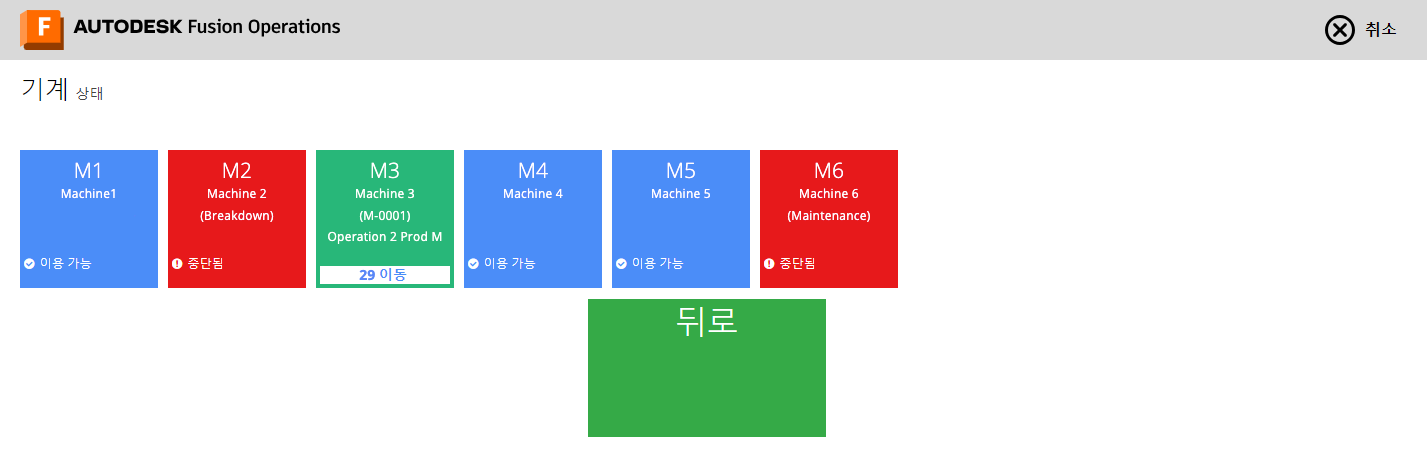 F AUTODESK Fusion Operations
취소
기계 상태
M1
Machine1
이용 가능
M2
Machine 2
(Breakdown)
중단됨
M3
Machine 3
(M-0001)
Operation 2 Prod M
29 이동
M4
Machine 4
이용 가능
M5
Machine 5
이용 가능
M6
Machine 6
(Maintenance)
중단됨
뒤로